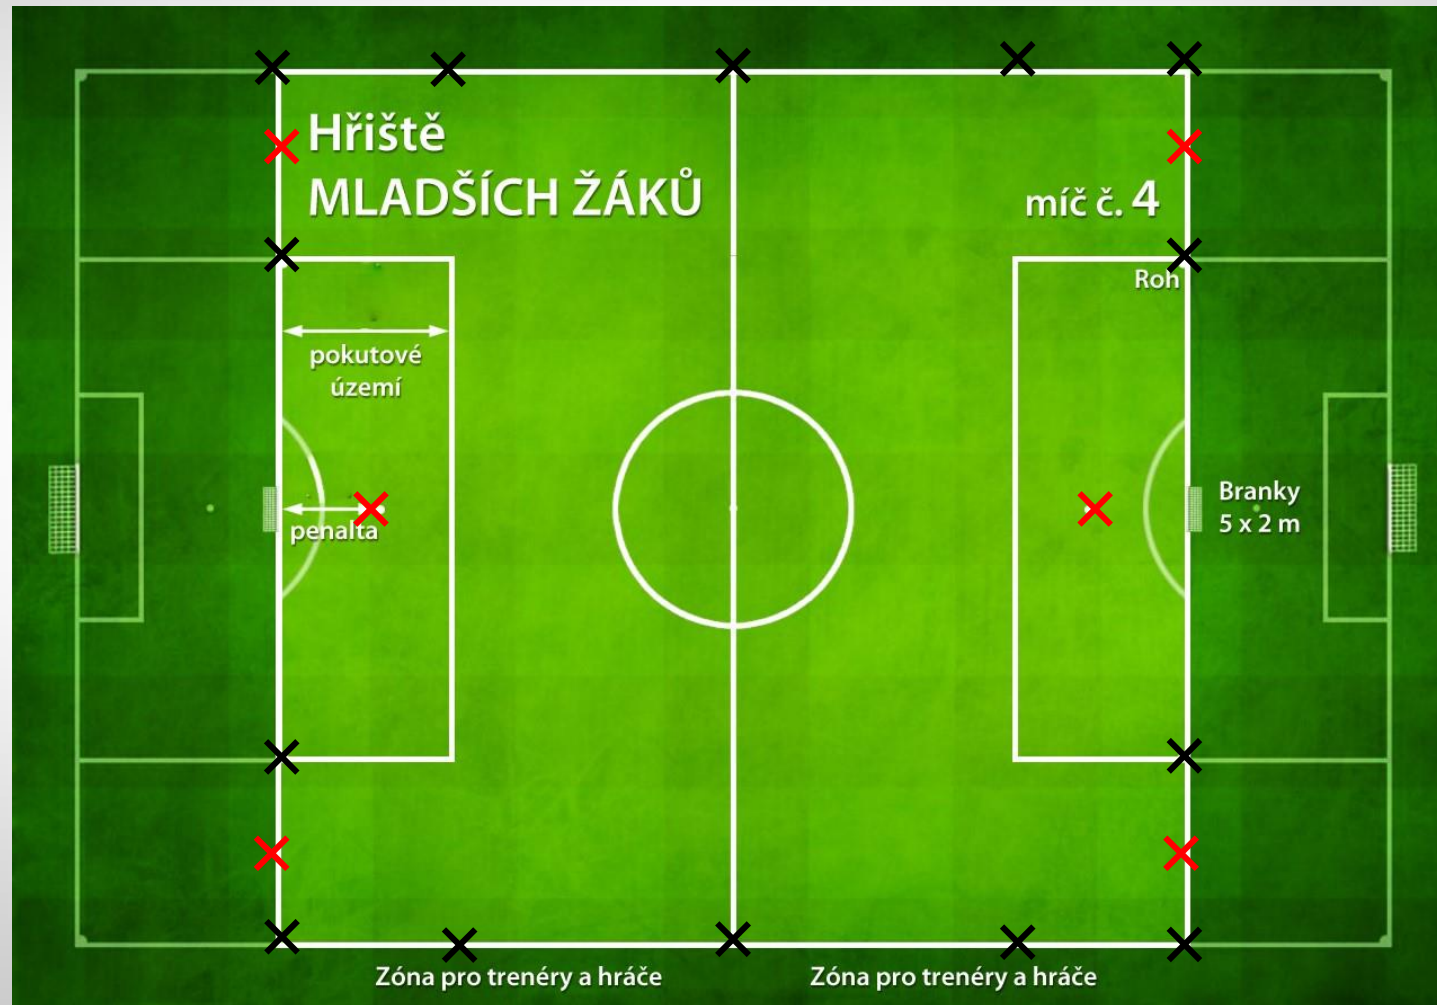 Hřiště
MLADŠÍCH ŽÁKŮ
míč č. 4
Roh
pokutové
území
penalta
Branky
5 x 2 m
Zóna pro trenéry a hráče
Zóna pro trenéry a hráče